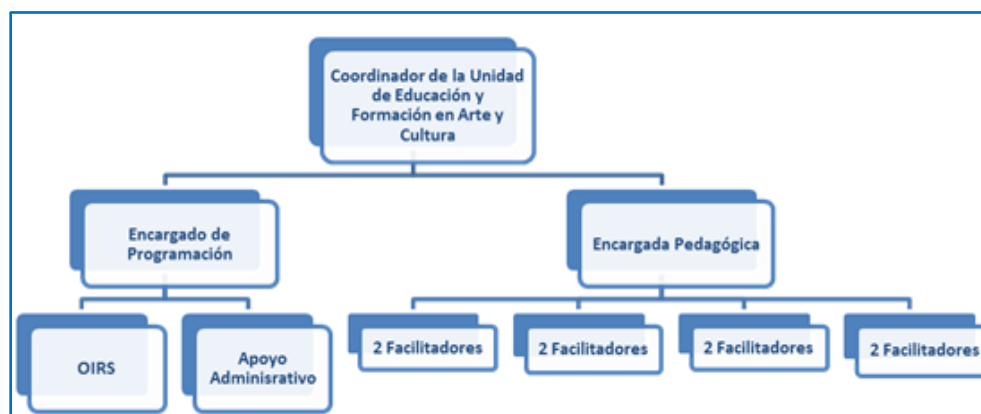 Coordinador de la Unidad
de Educación y
Formación en Arte y
Cultura
Encargado de
Programación
Encargada Pedagógica
OIRS
Apoyo
Adminisrativo
2 Facilitadores
2 Facilitadores
2 Facilitadores
2 Facilitadores